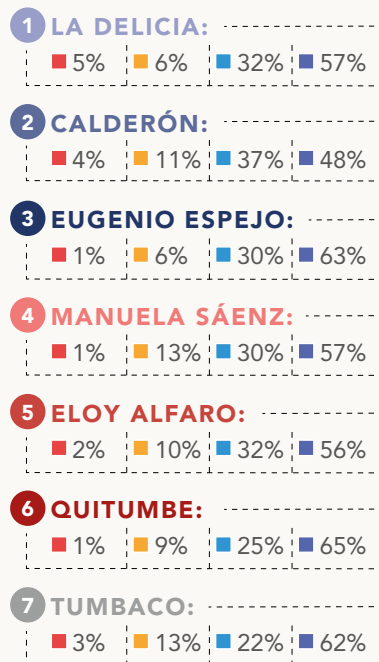 1 LA DELICIA:
5% 6% 32% 57%
2 CALDERÓN:
4% 11% 37% 48%
3 EUGENIO ESPEJO:
1% 6% 30% 63%
4 MANUELA SÁENZ:
1% 13% 30% 57%
5 ELOY ALFARO:
2% 10% 32% 56%
6 QUITUMBE:
1% 9% 25% 65%
7 TUMBACO:
3% 13% 22% 62%